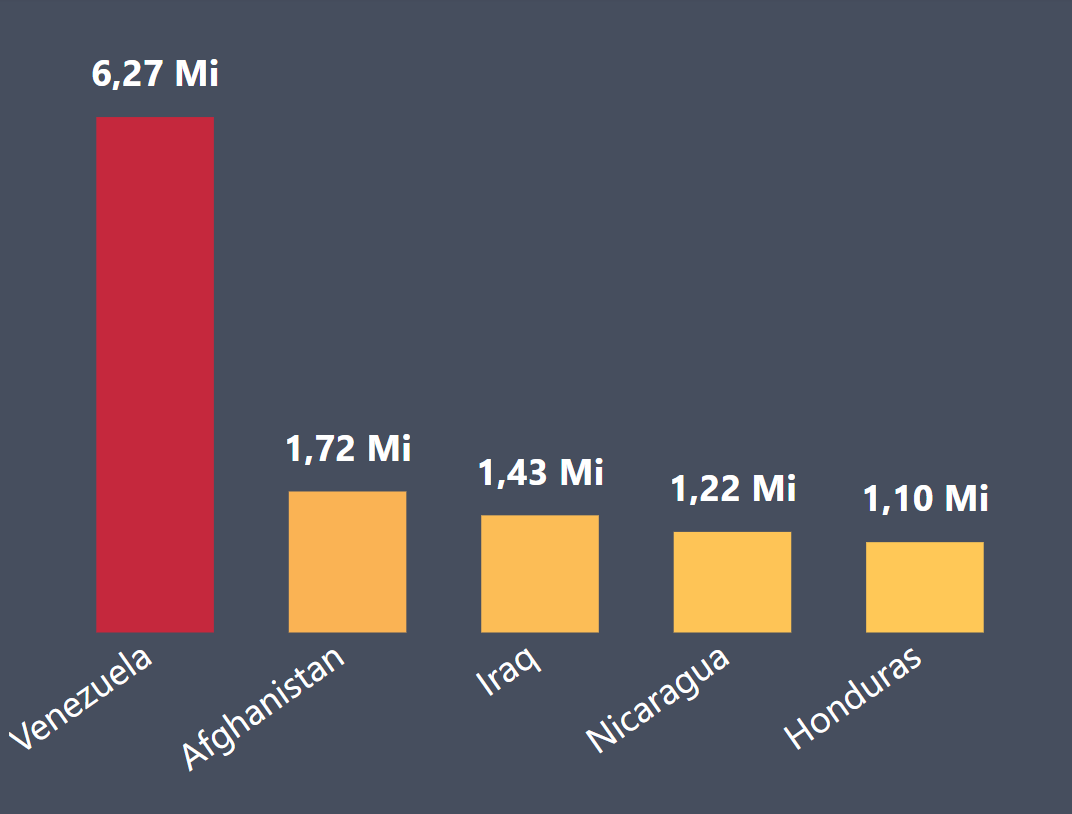 6,27 Mi
1,72 Mi
1,43 Mi
1,22 Mi
1,10 Mi
Venezuela
Afghanistan
Iraq
Nicaragua
Honduras